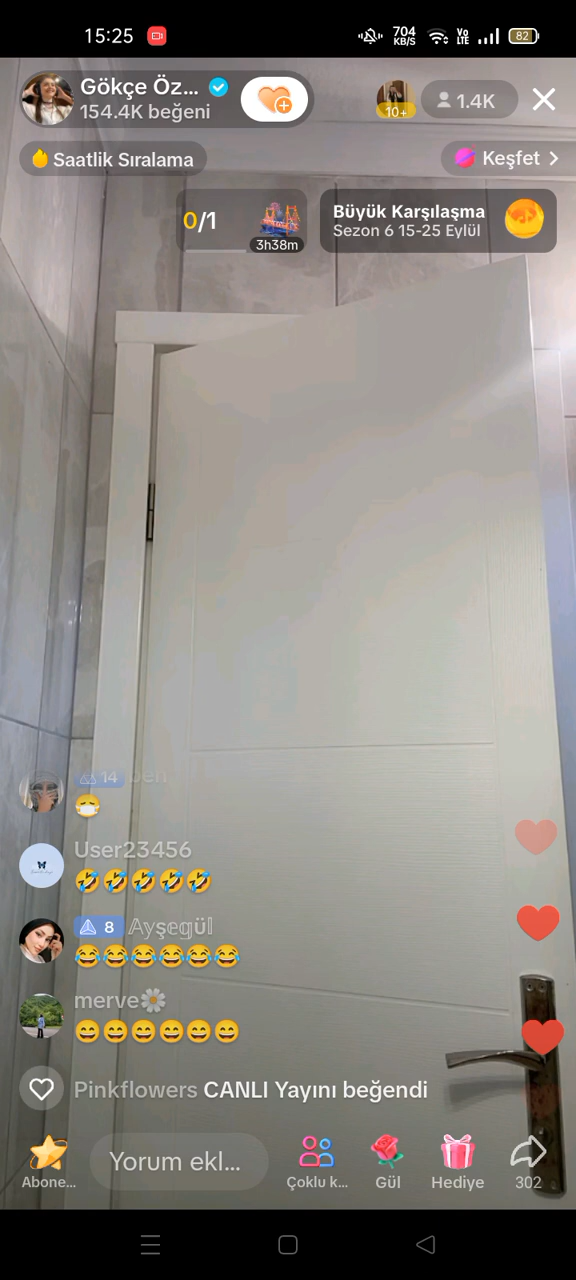 15:25
704
KB/S
Vo
LTE
82
Gökçe Öz...
154.4K beğeni
10+
1.4K
Saatlik Sıralama
Keşfet
0/1
3h38m
Büyük Karşılaşma
Sezon 6 15-25 Eylül
14 Jen
User23456
8 Ayşegül
merve
Pinkflowers CANLI Yayını beğendi
Abone...
Yorum ekl...
Çoklu k...
Gül
Hediye
302